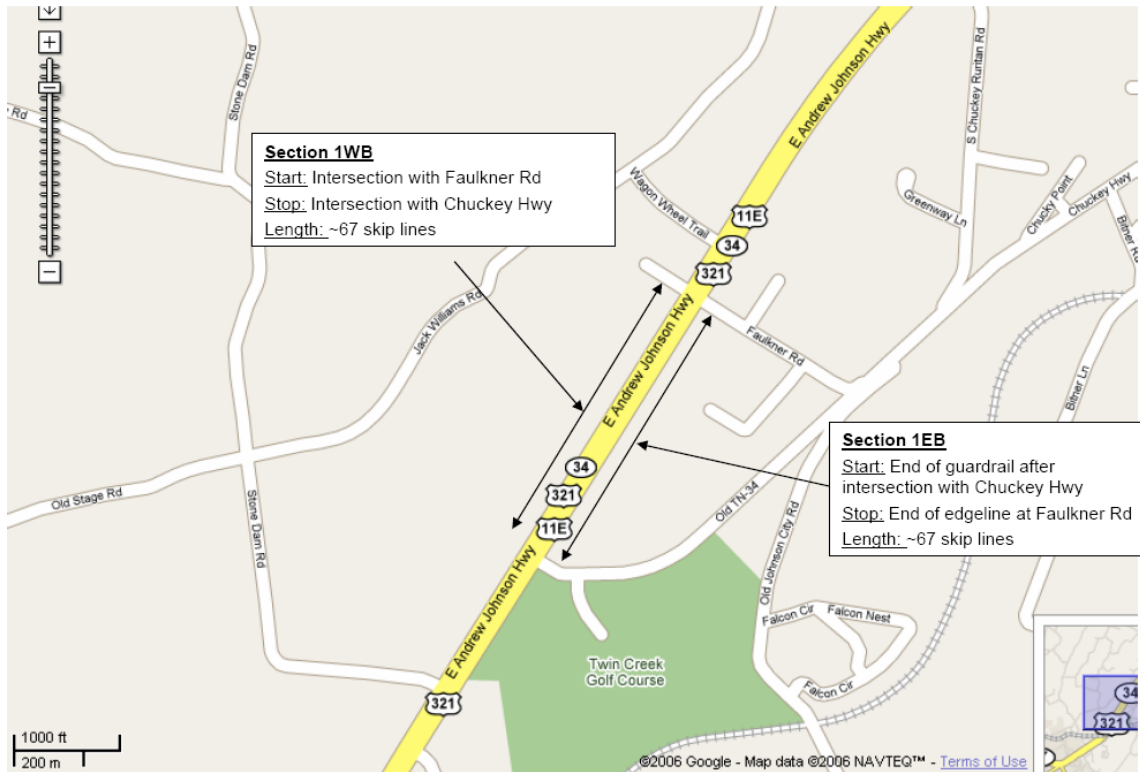 +
−
e Rd
Stone Dam Rd
Section 1WB
Start: Intersection with Faulkner Rd
Stop: Intersection with Chuckey Hwy
Length: ~67 skip lines
E Andrew Johnson Hwy
S Chuckey Ruritan Rd
Wagon Wheel Trail
11E
34
321
Greenway Ln
Chucky Point
Chuckey Hwy
Bitner Rd
Jack Williams Rd
E Andrew Johnson Hwy
Faulkner Rd
Bitner Ln
Section 1EB
Start: End of guardrail after
intersection with Chuckey Hwy
Stop: End of edgeline at Faulkner Rd
Length: ~67 skip lines
34
321
11E
Old Stage Rd
Stone Dam Rd
Old TN-34
Old Johnson City Rd
E Andrew Johnson Hwy
Falcon Cir
Falcon Nest
Falcon Cir
Twin Creek
Golf Course
321
34
321
1000 ft
200 m
©2006 Google - Map data ©2006 NAVTEQ™ - Terms of Use